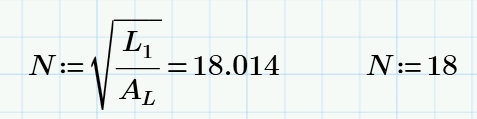 N := √(L₁/A_L) = 18.014 N := 18